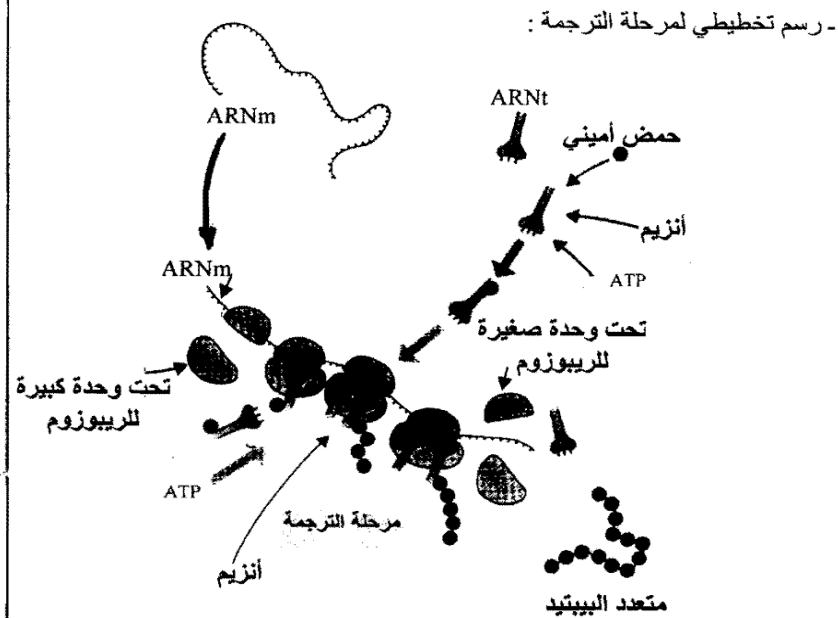 - رسم تخطيطي لمرحلة الترجمة :
ARNm
ARNt
حمض أميني
أنزيم
ATP
ARNm
تحت وحدة صغيرة
للريبوزوم
تحت وحدة كبيرة
للريبوزوم
ATP
مرحلة الترجمة
أنزيم
متعدد البيبتيد